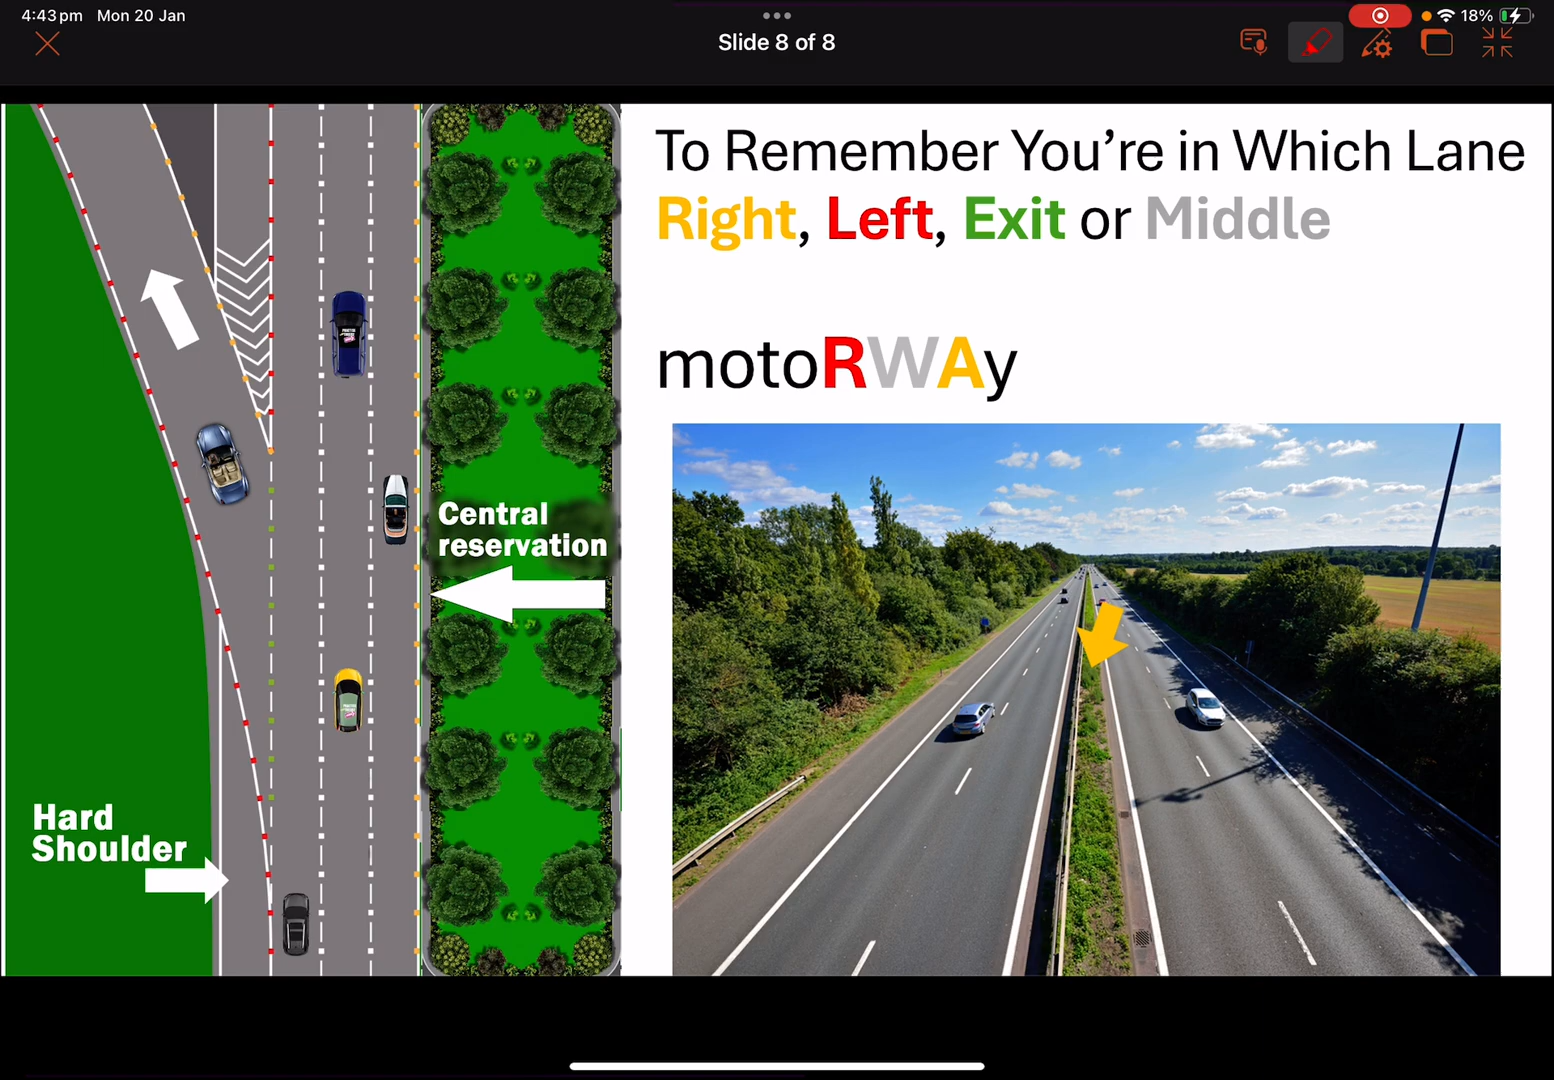 4:43 pm Mon 20 Jan
18%
Slide 8 of 8
To Remember You’re in Which Lane
Right, Left, Exit or Middle
motoRWAy
Central
reservation
Hard
Shoulder